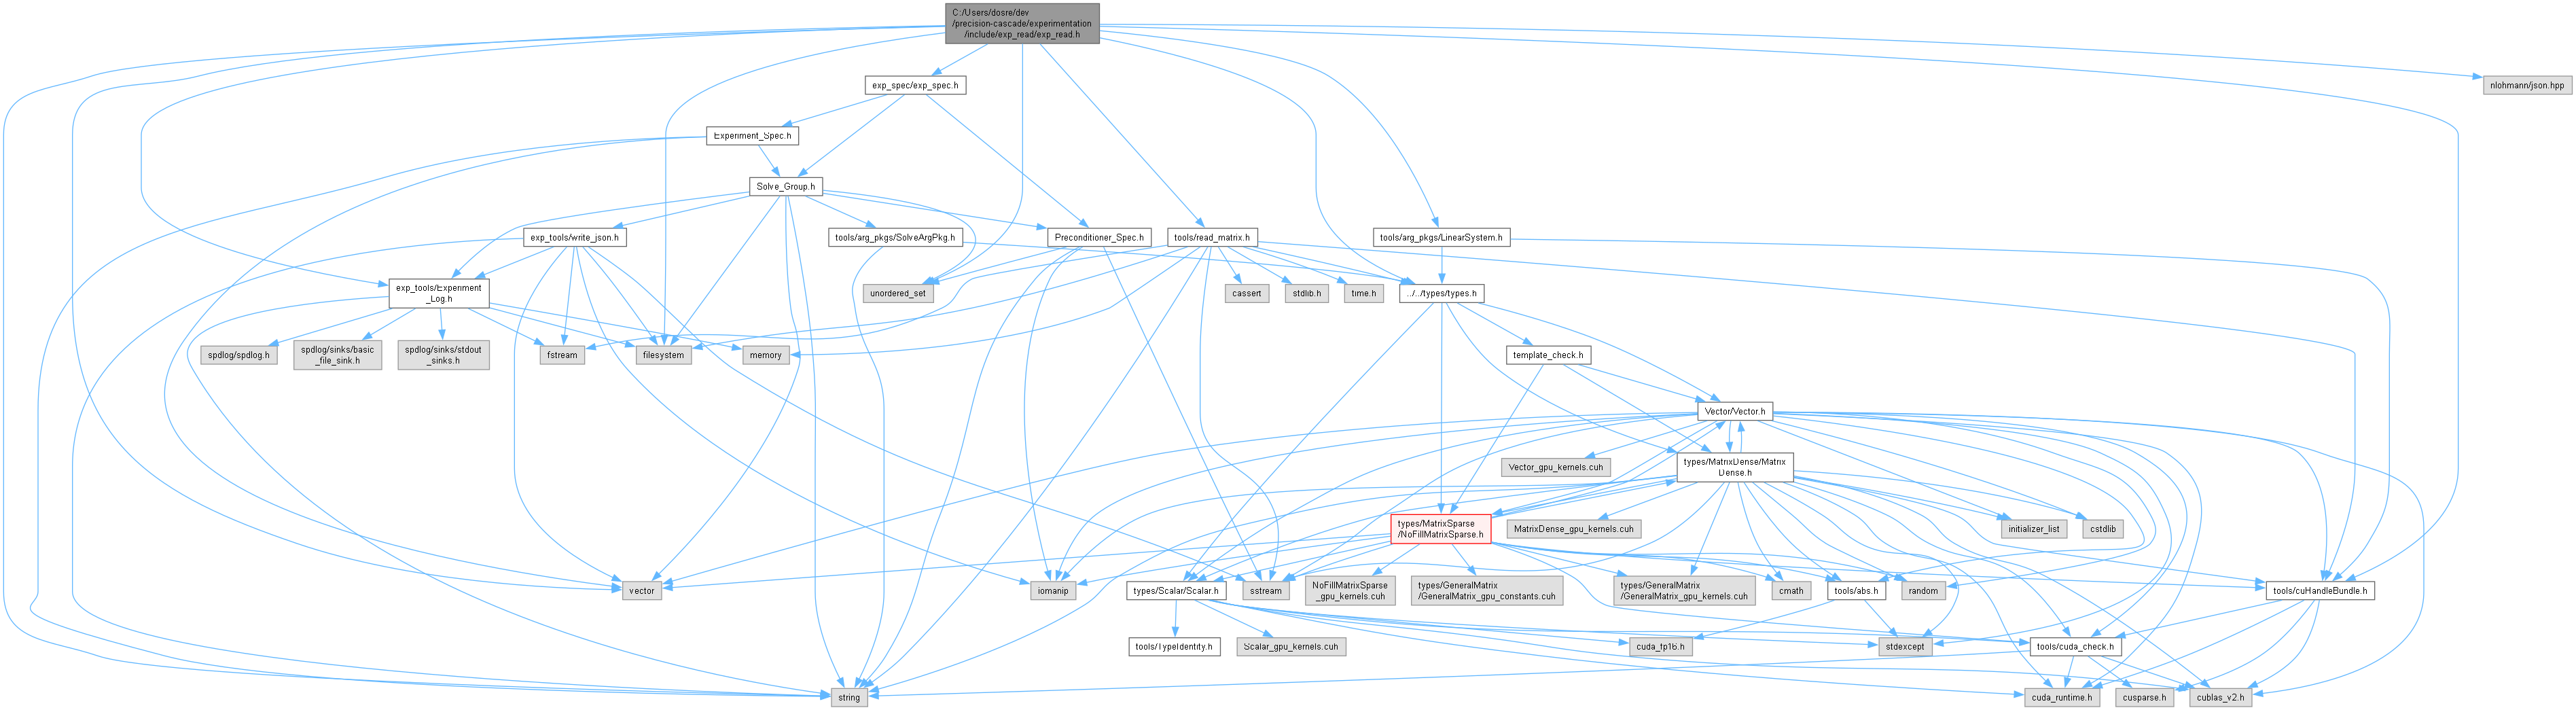 C:/Users/dosre/dev
/precision-cascade/experimentation
/include/exp_read/exp_read.h
exp_spec/exp_spec.h
nlohmann/json.hpp
Experiment_Spec.h
Solve_Group.h
exp_tools/write_json.h
tools/arg_pkgs/SolveArgPkg.h
Preconditioner_Spec.h
tools/read_matrix.h
tools/arg_pkgs/LinearSystem.h
exp_tools/Experiment
_Log.h
unordered_set
cassert
stdlib.h
time.h
../../types/types.h
spdlog/spdlog.h
spdlog/sinks/basic
_file_sink.h
spdlog/sinks/stdout
_sinks.h
fstream
filesystem
memory
template_check.h
Vector/Vector.h
Vector_gpu_kernels.cuh
types/MatrixDense/Matrix
Dense.h
types/MatrixSparse
/NoFillMatrixSparse.h
MatrixDense_gpu_kernels.cuh
initializer_list
cstdlib
vector
iomanip
types/Scalar/Scalar.h
sstream
NoFillMatrixSparse
_gpu_kernels.cuh
types/GeneralMatrix
/GeneralMatrix_gpu_constants.cuh
types/GeneralMatrix
/GeneralMatrix_gpu_kernels.cuh
cmath
tools/abs.h
random
tools/cuHandleBundle.h
tools/TypeIdentity.h
Scalar_gpu_kernels.cuh
cuda_fp16.h
stdexcept
tools/cuda_check.h
string
cuda_runtime.h
cusparse.h
cublas_v2.h